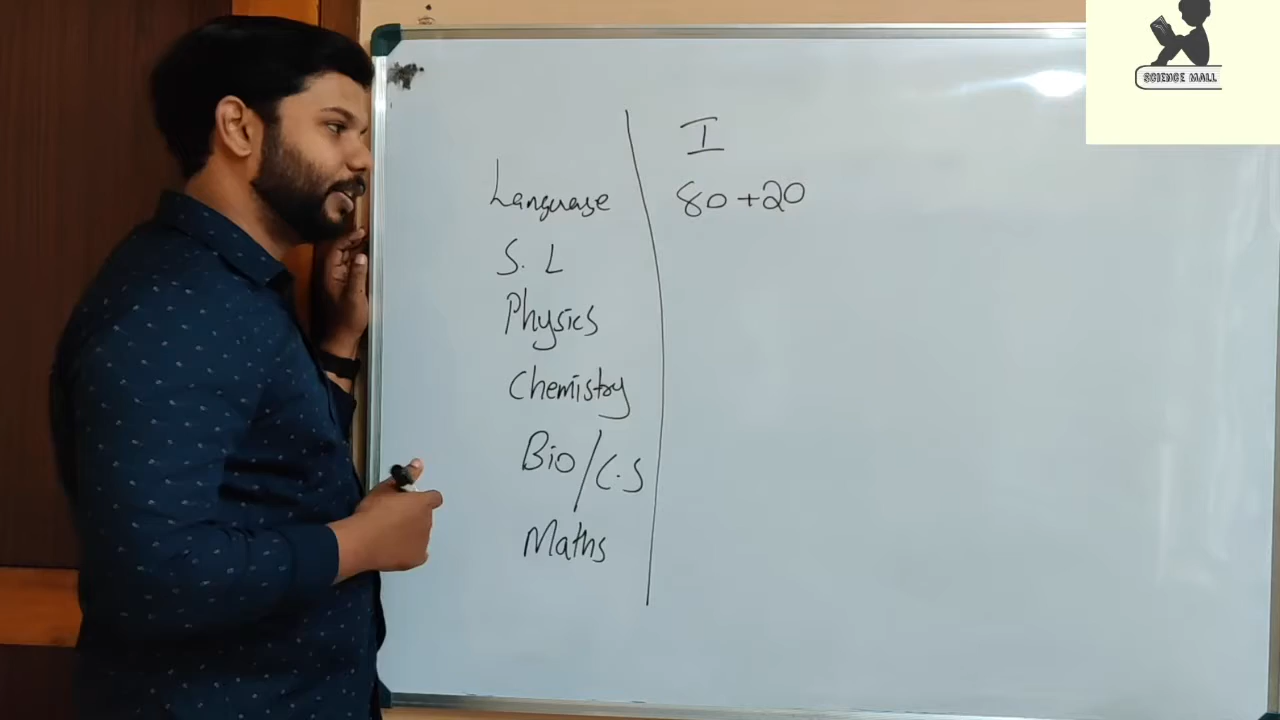 SCIENCE MALL
I
Language 80+20
S. L
Physics
Chemistry
Bio/C.S
Maths